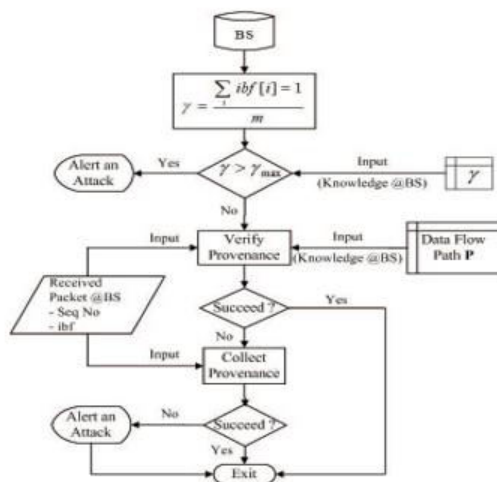 BS
γ = ∑ i ibf [i] = 1 / m
Alert an
Attack
Yes
γ > γmax
Input
(Knowledge @BS)
γ
No
Input
Verify
Provenance
Input
(Knowledge @BS)
Data Flow
Path P
Received
Packet @BS
- Seq No
- ibf
Succeed ?
Yes
No
Input
Collect
Provenance
Alert an
Attack
No
Succeed ?
Yes
Exit